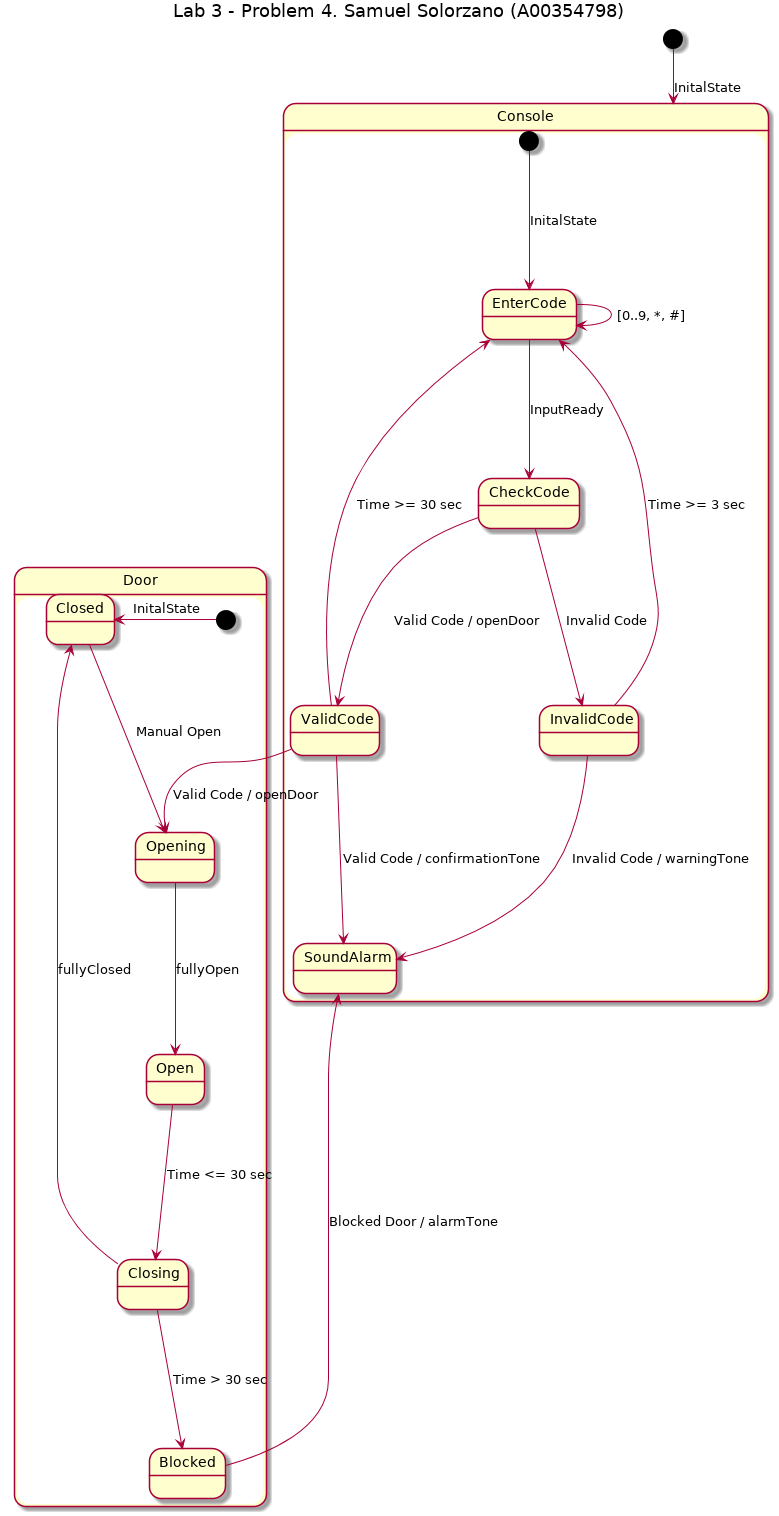 Lab 3 - Problem 4. Samuel Solorzano (A00354798)
InitalState
Console
InitalState
EnterCode
[0..9, *, #]
InputReady
CheckCode
Time >= 30 sec
Time >= 3 sec
Door
Closed
InitalState
Valid Code / openDoor
Invalid Code
ValidCode
InvalidCode
Manual Open
Valid Code / openDoor
Opening
Valid Code / confirmationTone
Invalid Code / warningTone
SoundAlarm
fullyClosed
fullyOpen
Open
Time <= 30 sec
Blocked Door / alarmTone
Closing
Time > 30 sec
Blocked